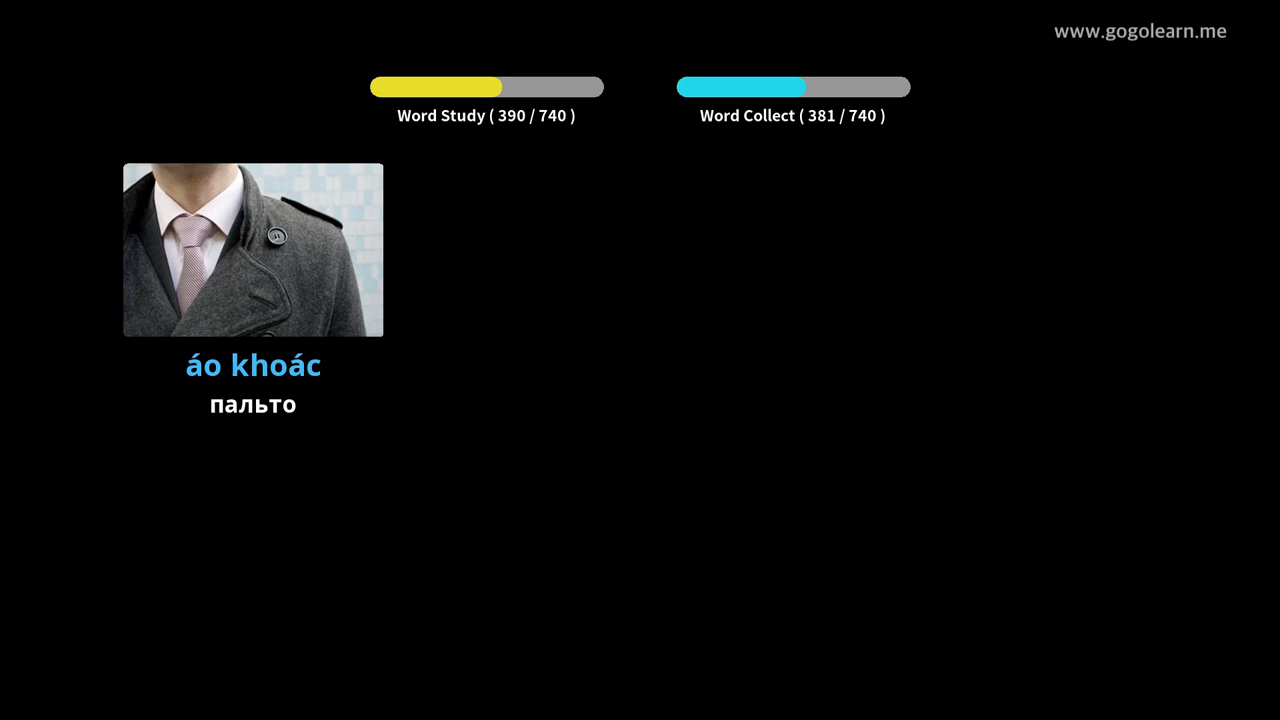 www.gogolearn.me
Word Study ( 390 / 740 )
Word Collect ( 381 / 740 )
áo khoác
пальто